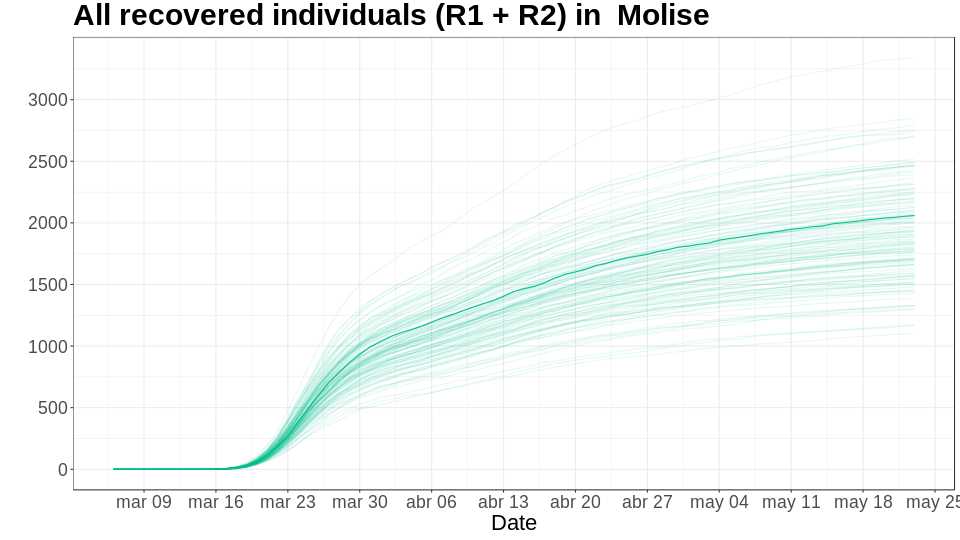 All recovered individuals (R1 + R2) in  Molise
3000
2500
2000
1500
1000
500
0
mar 09 mar 16 mar 23 mar 30 abr 06 abr 13 abr 20 abr 27 may 04 may 11 may 18 may 25
Date